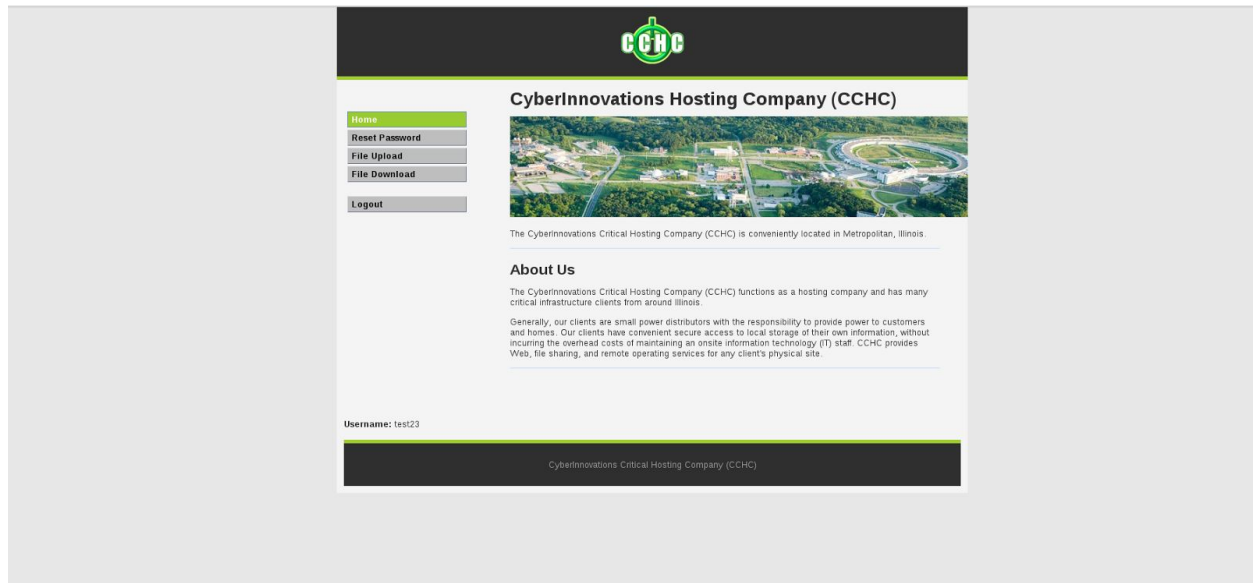 CCHC
CyberInnovations Hosting Company (CCHC)
Home
Reset Password
File Upload
File Download
Logout
The CyberInnovations Critical Hosting Company (CCHC) is conveniently located in Metropolitan, Illinois.
About Us
The CyberInnovations Critical Hosting Company (CCHC) functions as a hosting company and has many
critical infrastructure clients from around Illinois.
Generally, our clients are small power distributors with the responsibility to provide power to customers
and homes. Our clients have convenient secure access to local storage of their own information, without
incurring the overhead costs of maintaining an onsite information technology (IT) staff. CCHC provides
Web, file sharing, and remote operating services for any client's physical site.
Username: test23
CyberInnovations Critical Hosting Company (CCHC)